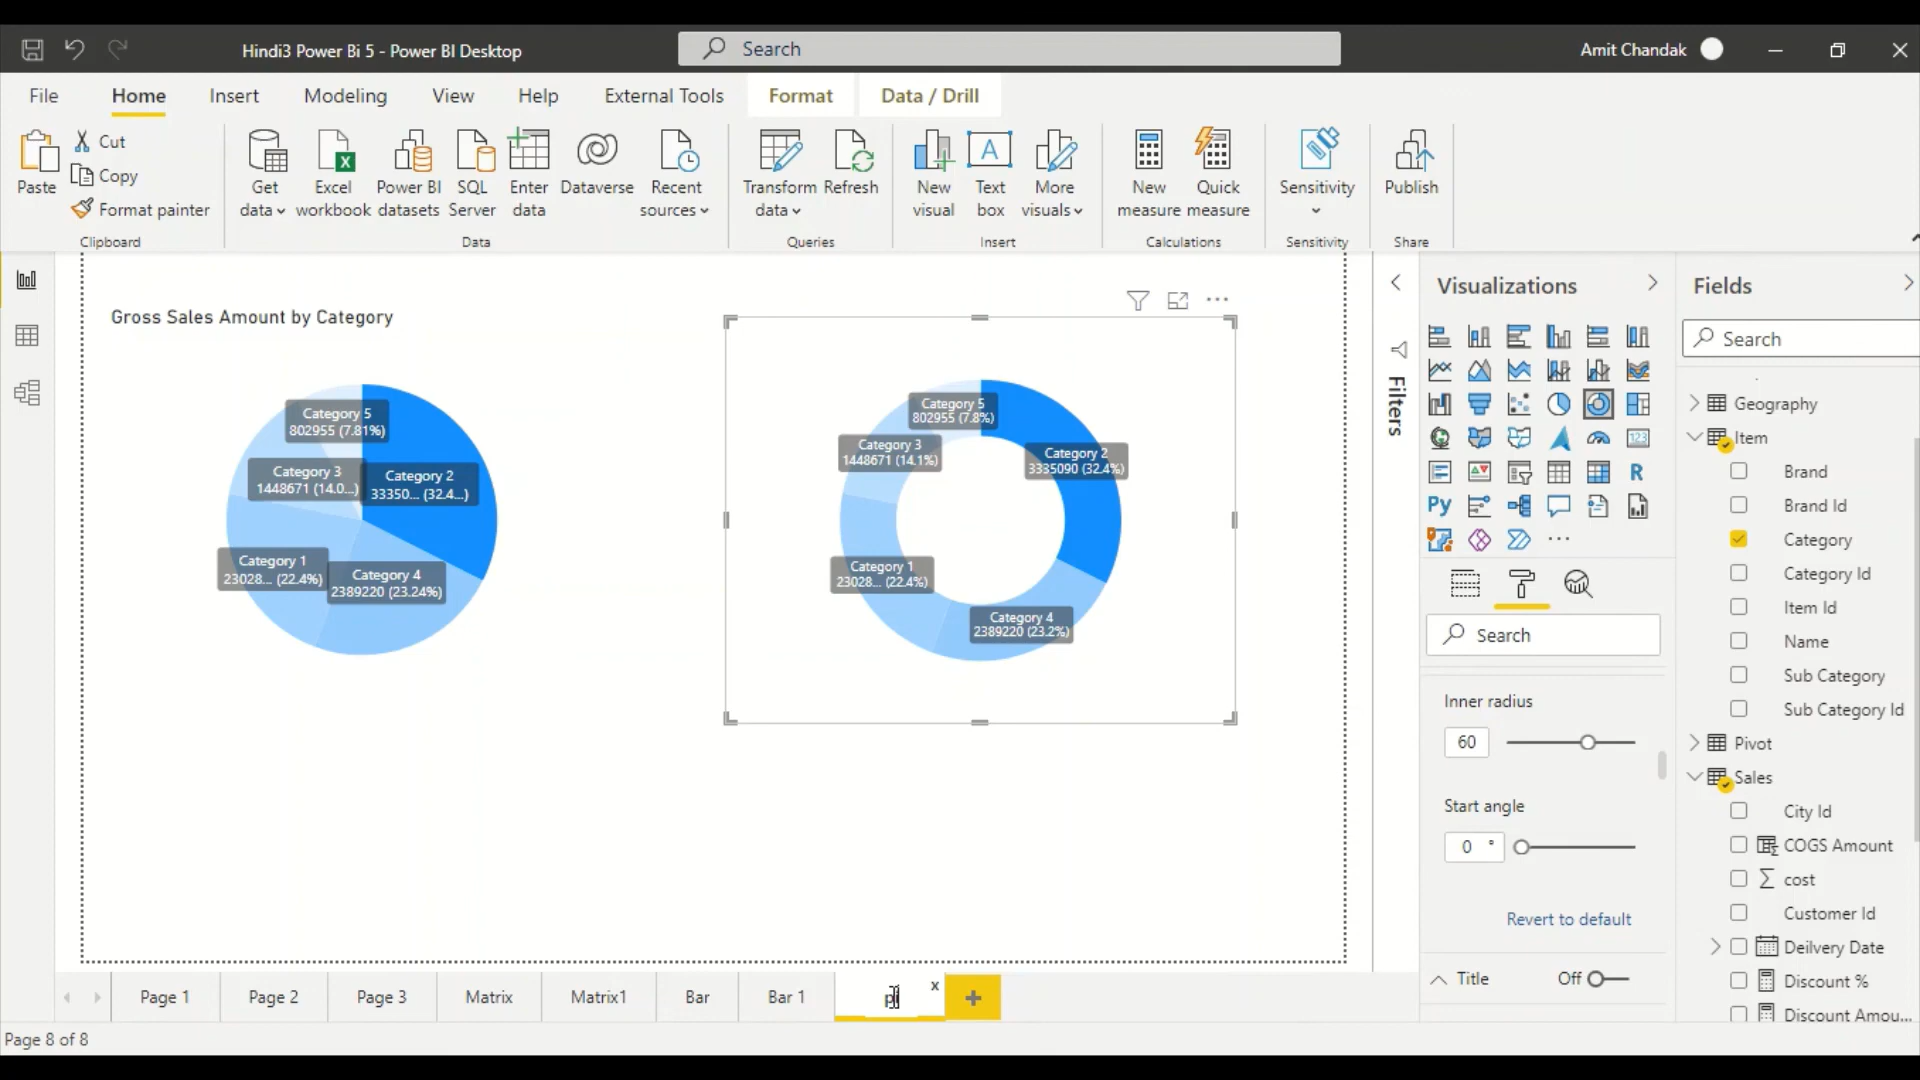 Hindi3 Power Bi 5 - Power BI Desktop
Search
Amit Chandak
File
Home
Insert
Modeling
View
Help
External Tools
Format
Data / Drill
Paste
Cut
Copy
Format painter
Clipboard
Get
data
Excel
workbook
Power BI
datasets
SQL
Server
Enter
data
Dataverse
Recent
sources
Data
Transform
data
Refresh
Queries
New
visual
Text
box
More
visuals
Insert
New
measure
Quick
measure
Calculations
Sensitivity
Sensitivity
Publish
Share
Gross Sales Amount by Category
Category 5
802955 (7.81%)
Category 3
1448671 (14.0...)
Category 2
33350... (32.4...)
Category 1
23028... (22.4%)
Category 4
2389220 (23.24%)
Category 5
802955 (7.8%)
Category 3
1448671 (14.1%)
Category 2
3335090 (32.4%)
Category 1
23028... (22.4%)
Category 4
2389220 (23.2%)
Filters
Visualizations
Search
Inner radius
60
Start angle
0 °
Revert to default
Title
Off
Fields
Search
Geography
Item
Brand
Brand Id
Category
Category Id
Item Id
Name
Sub Category
Sub Category Id
Pivot
Sales
City Id
COGS Amount
cost
Customer Id
Deilvery Date
Discount %
Discount Amou...
Page 1
Page 2
Page 3
Matrix
Matrix1
Bar
Bar 1
Page 8 of 8